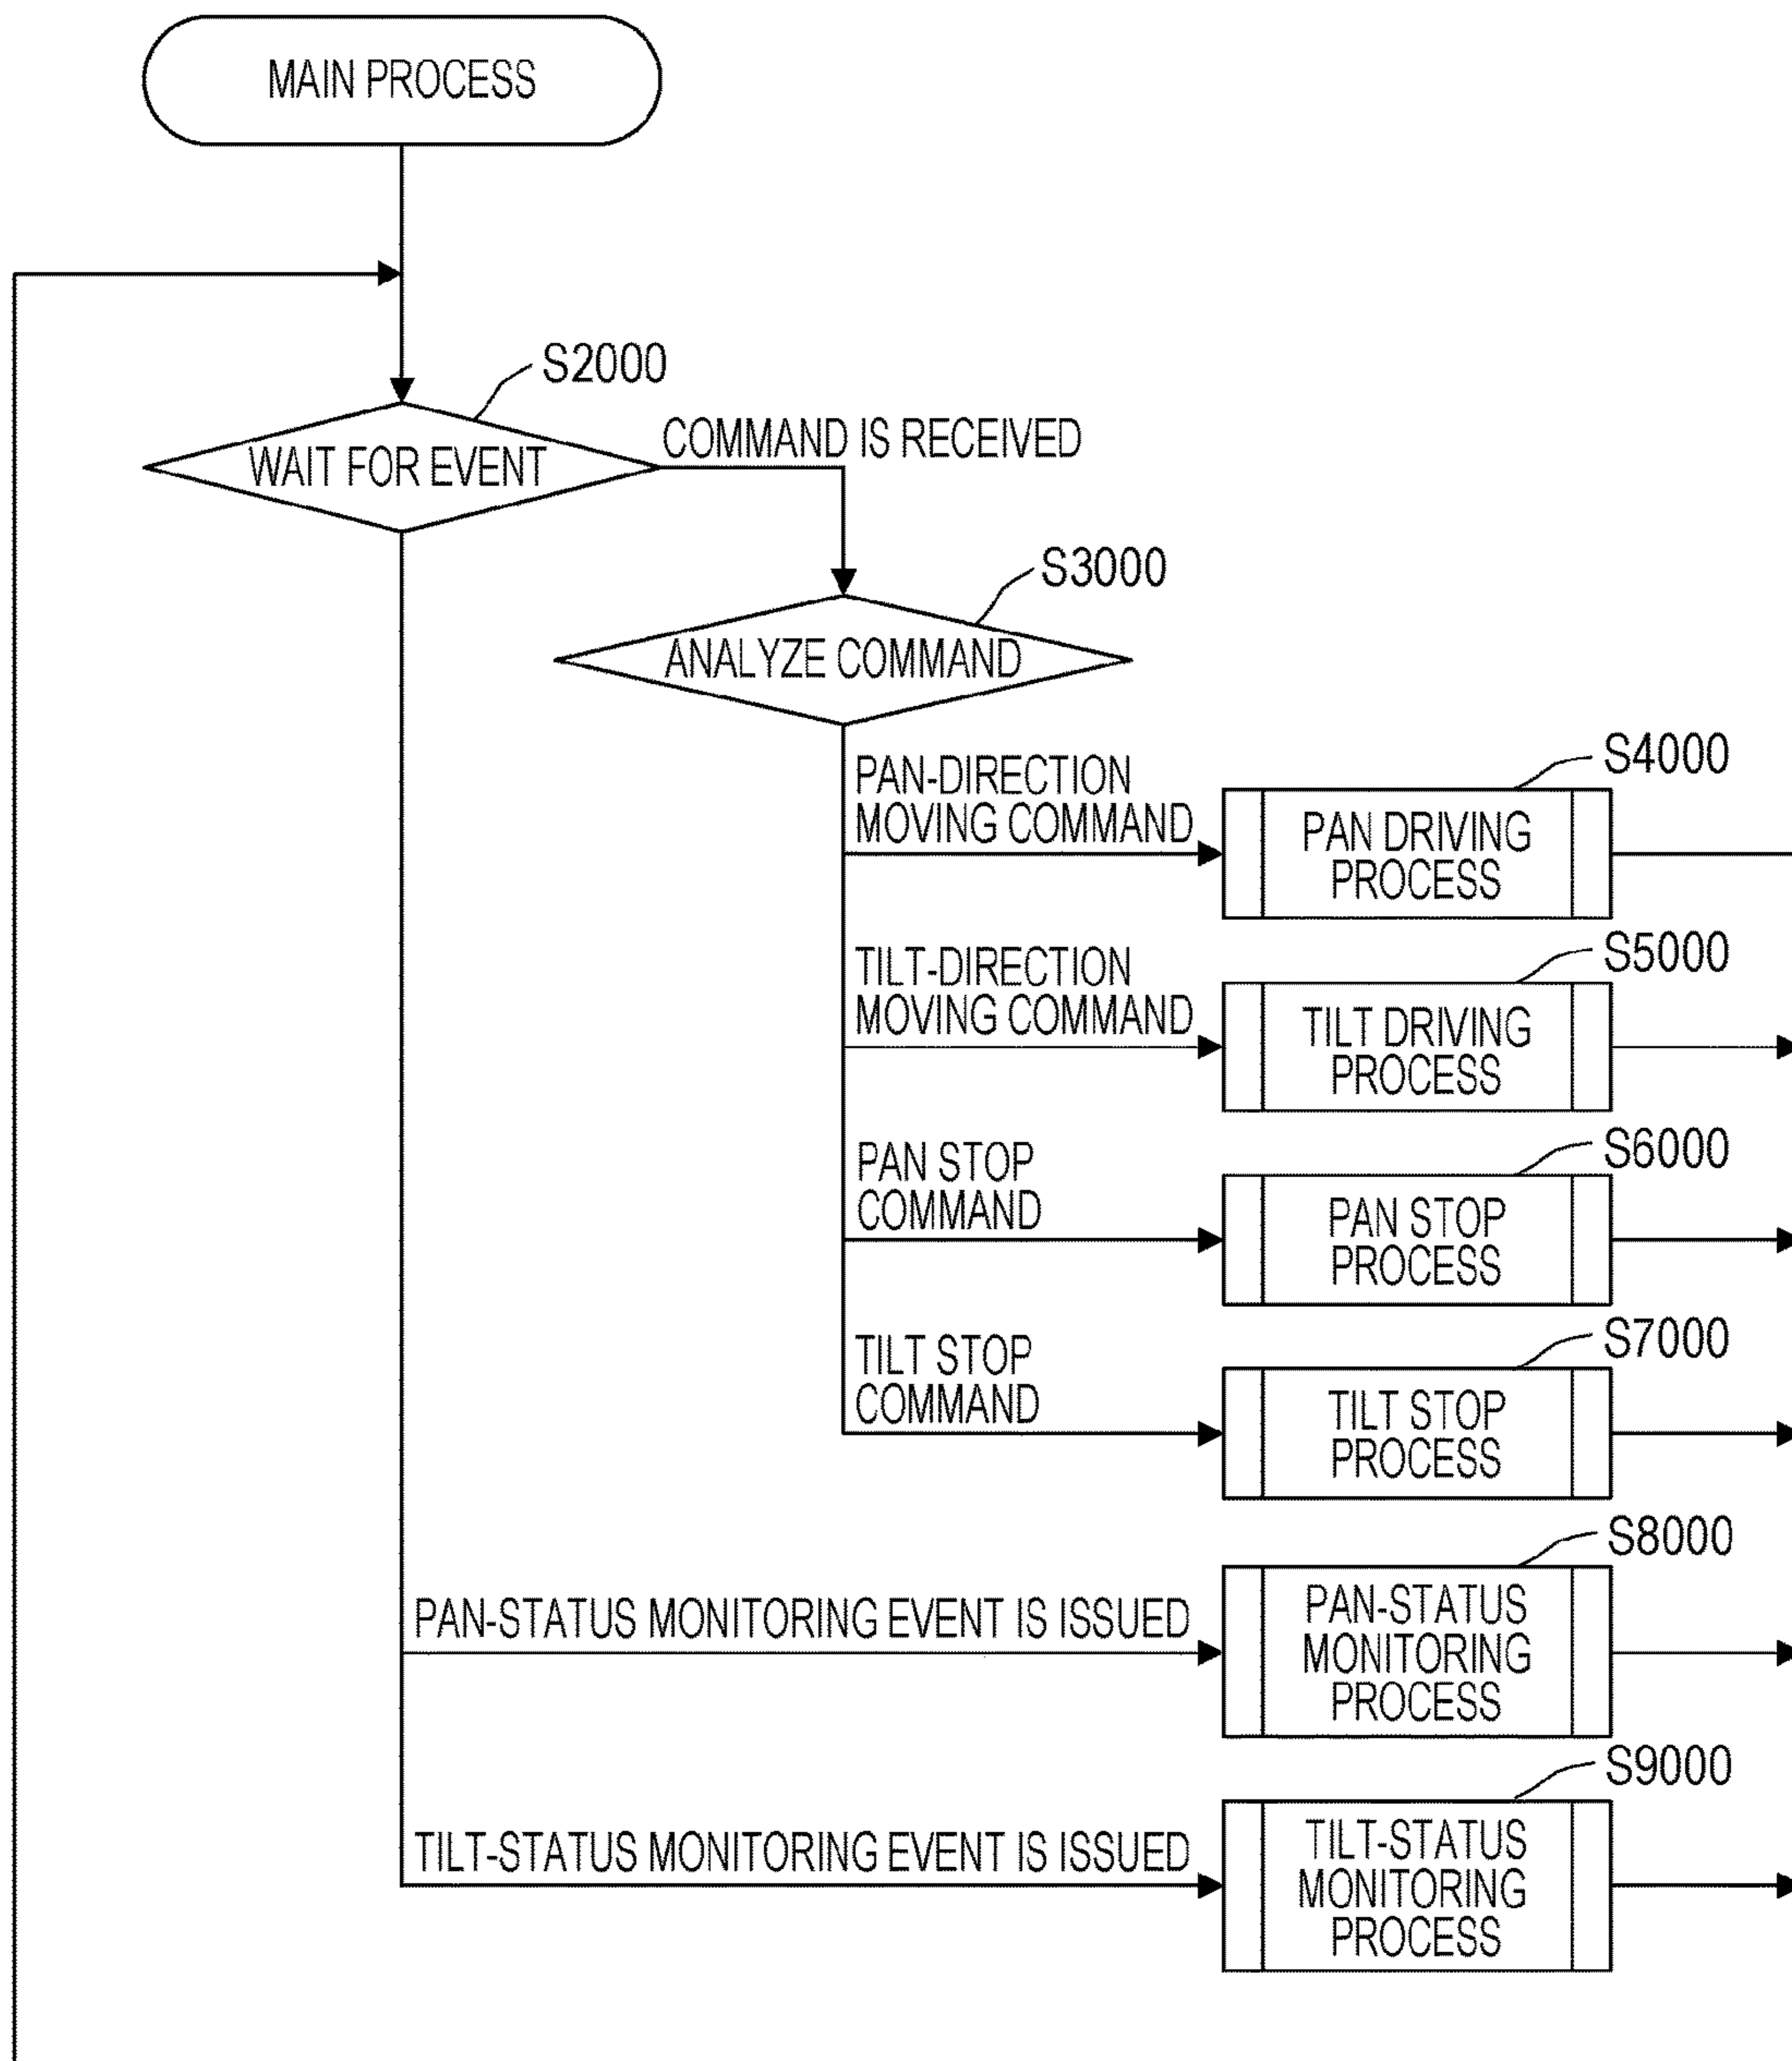 MAIN PROCESS
S2000
WAIT FOR EVENT
COMMAND IS RECEIVED
S3000
ANALYZE COMMAND
PAN-DIRECTION
MOVING COMMAND
S4000
PAN DRIVING
PROCESS
TILT-DIRECTION
MOVING COMMAND
S5000
TILT DRIVING
PROCESS
PAN STOP
COMMAND
S6000
PAN STOP
PROCESS
TILT STOP
COMMAND
S7000
TILT STOP
PROCESS
S8000
PAN-STATUS MONITORING EVENT IS ISSUED
PAN-STATUS
MONITORING
PROCESS
S9000
TILT-STATUS MONITORING EVENT IS ISSUED
TILT-STATUS
MONITORING
PROCESS